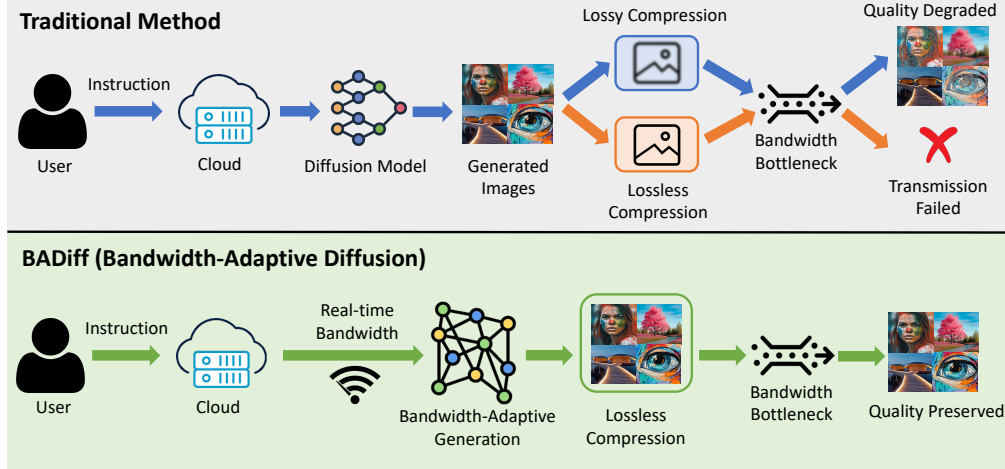 Traditional Method
Lossy Compression
Quality Degraded
Instruction
User
Cloud
Diffusion Model
Generated
Images
Lossless
Compression
Bandwidth
Bottleneck
Transmission
Failed
BADiff (Bandwidth-Adaptive Diffusion)
Instruction
Real-time
Bandwidth
User
Cloud
Bandwidth-Adaptive
Generation
Lossless
Compression
Bandwidth
Bottleneck
Quality Preserved